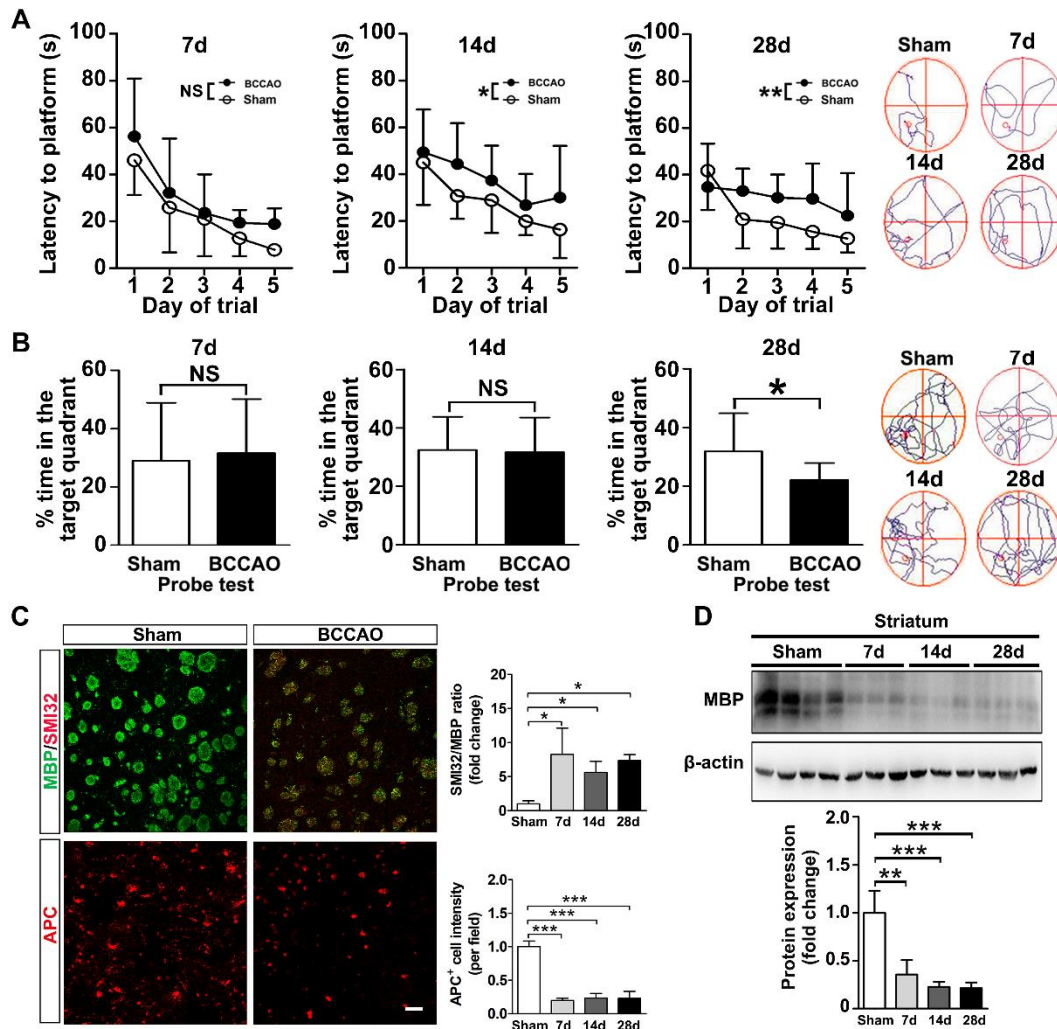 A
Latency to platform (s)
100
80
60
40
20
0
7d
NS
BCCAO
Sham
1 2 3 4 5
Day of trial
Latency to platform (s)
100
80
60
40
20
0
14d
*
BCCAO
Sham
1 2 3 4 5
Day of trial
Latency to platform (s)
100
80
60
40
20
0
28d
**
BCCAO
Sham
1 2 3 4 5
Day of trial
Sham 7d
14d 28d
B
% time in the
target quadrant
60
40
20
0
7d
NS
Sham BCCAO
Probe test
% time in the
target quadrant
60
40
20
0
14d
NS
Sham BCCAO
Probe test
% time in the
target quadrant
60
40
20
0
28d
*
Sham BCCAO
Probe test
Sham 7d
14d 28d
C
Sham BCCAO
MBP/SMI32
APC
SMI32/MBP ratio
(fold change)
15
10
5
0
*
*
*
Sham 7d 14d 28d
APC+ cell intensity
(per field)
2.0
1.5
1.0
0.5
0.0
***
***
***
Sham 7d 14d 28d
D
Striatum
Sham 7d 14d 28d
MBP
β-actin
Protein expression
(fold change)
2.0
1.5
1.0
0.5
0.0
***
***
**
Sham 7d 14d 28d